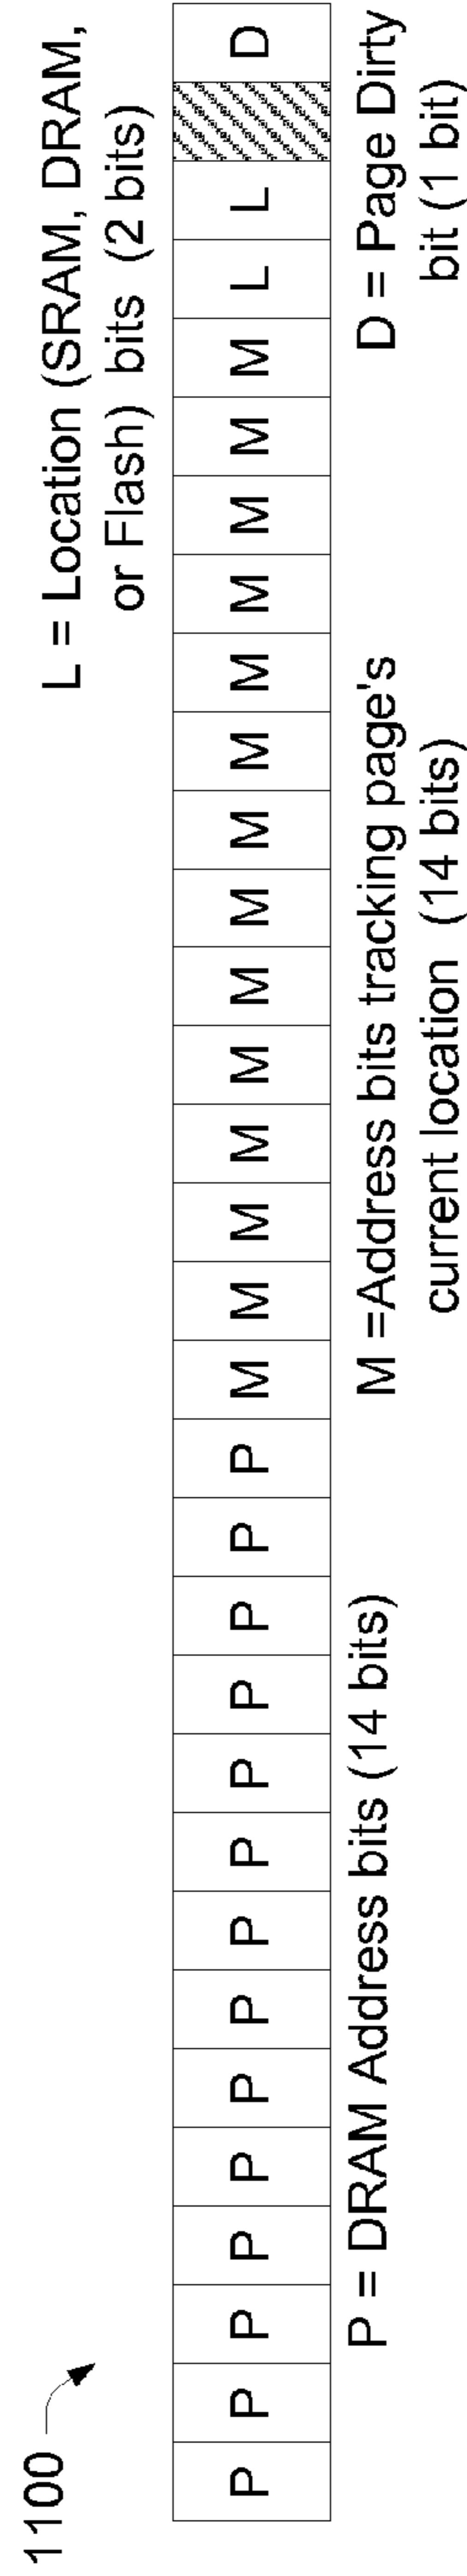 1100
L = Location (SRAM, DRAM,
or Flash) bits (2 bits)
P P P P P P P P P P P P P P M M M M M M M M M M M M M M L L D
P = DRAM Address bits (14 bits)
M =Address bits tracking page's
current location (14 bits)
D = Page Dirty
bit (1 bit)